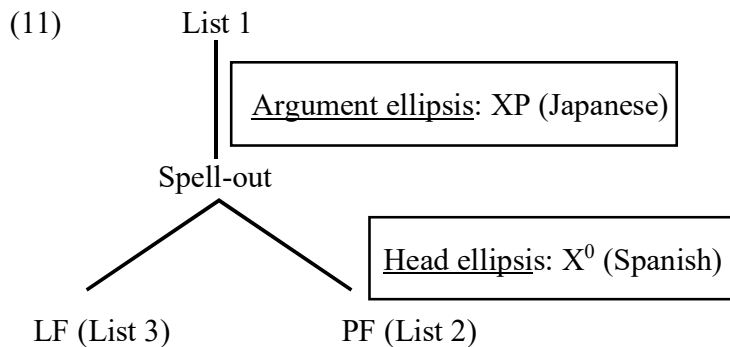 (11) List 1
Argument ellipsis: XP (Japanese)
Spell-out
Head ellipsis: X⁰ (Spanish)
LF (List 3) PF (List 2)